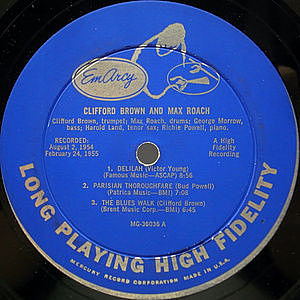 EmArcy
CLIFFORD BROWN AND MAX ROACH
Clifford Brown, trumpet; Max Roach, drums; George Morrow,
bass; Harold Land, tenor sax; Richie Powell, piano.
RECORDED:
August 2, 1954
February 24, 1955
A High
Fidelity
Recording
1. DELILAH (Victor Young)
(Famous Music—ASCAP) 8:56
2. PARISIAN THOROUGHFARE (Bud Powell)
(Patrica Music—BMI) 7:08
3. THE BLUES WALK (Clifford Brown)
(Brent Music Corp.—BMI) 6:45
MG-36036 A
LONG PLAYING HIGH FIDELITY
MERCURY RECORD CORPORATION MADE IN U.S.A.